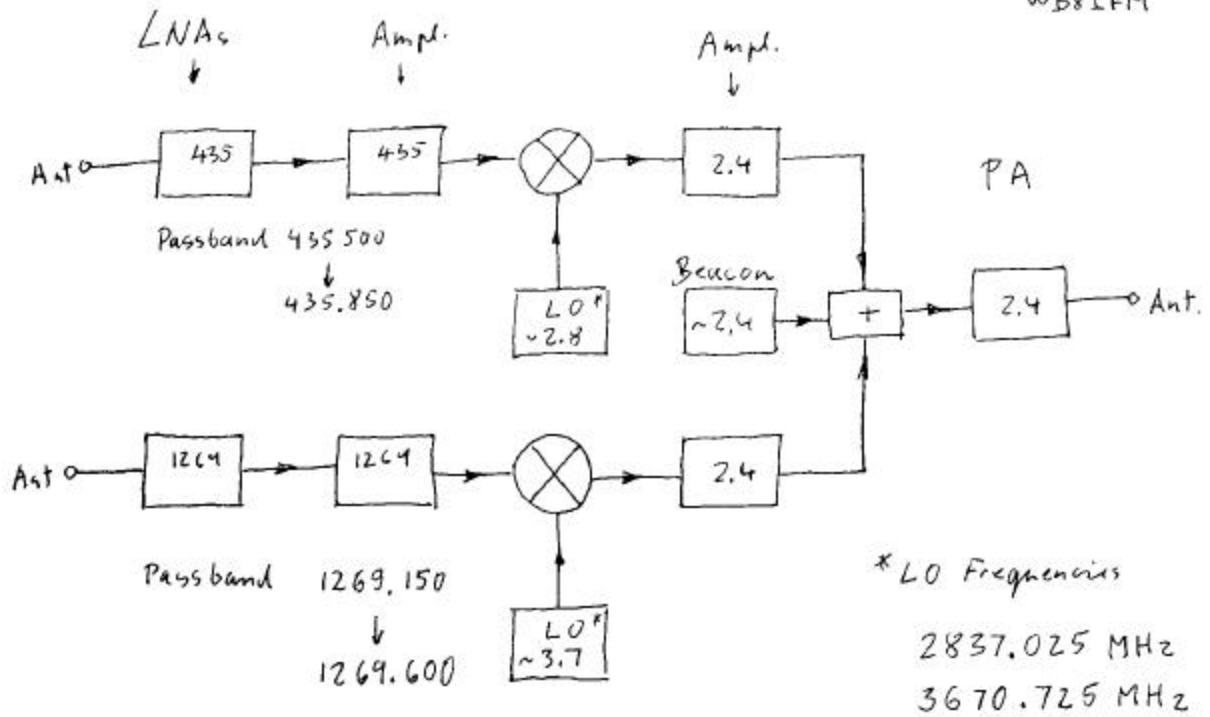 LNAs Ampl. Ampl.
Ant 435 435 2.4
PA
Passband 435 500
435.850
Beacon
LO*
~2.8
~2.4 + 2.4 Ant.
Ant 1269 1269 2.4
Passband 1269.150
1269.600
LO*
~3.7
* LO Frequencies
2837.025 MHz
3670.725 MHz